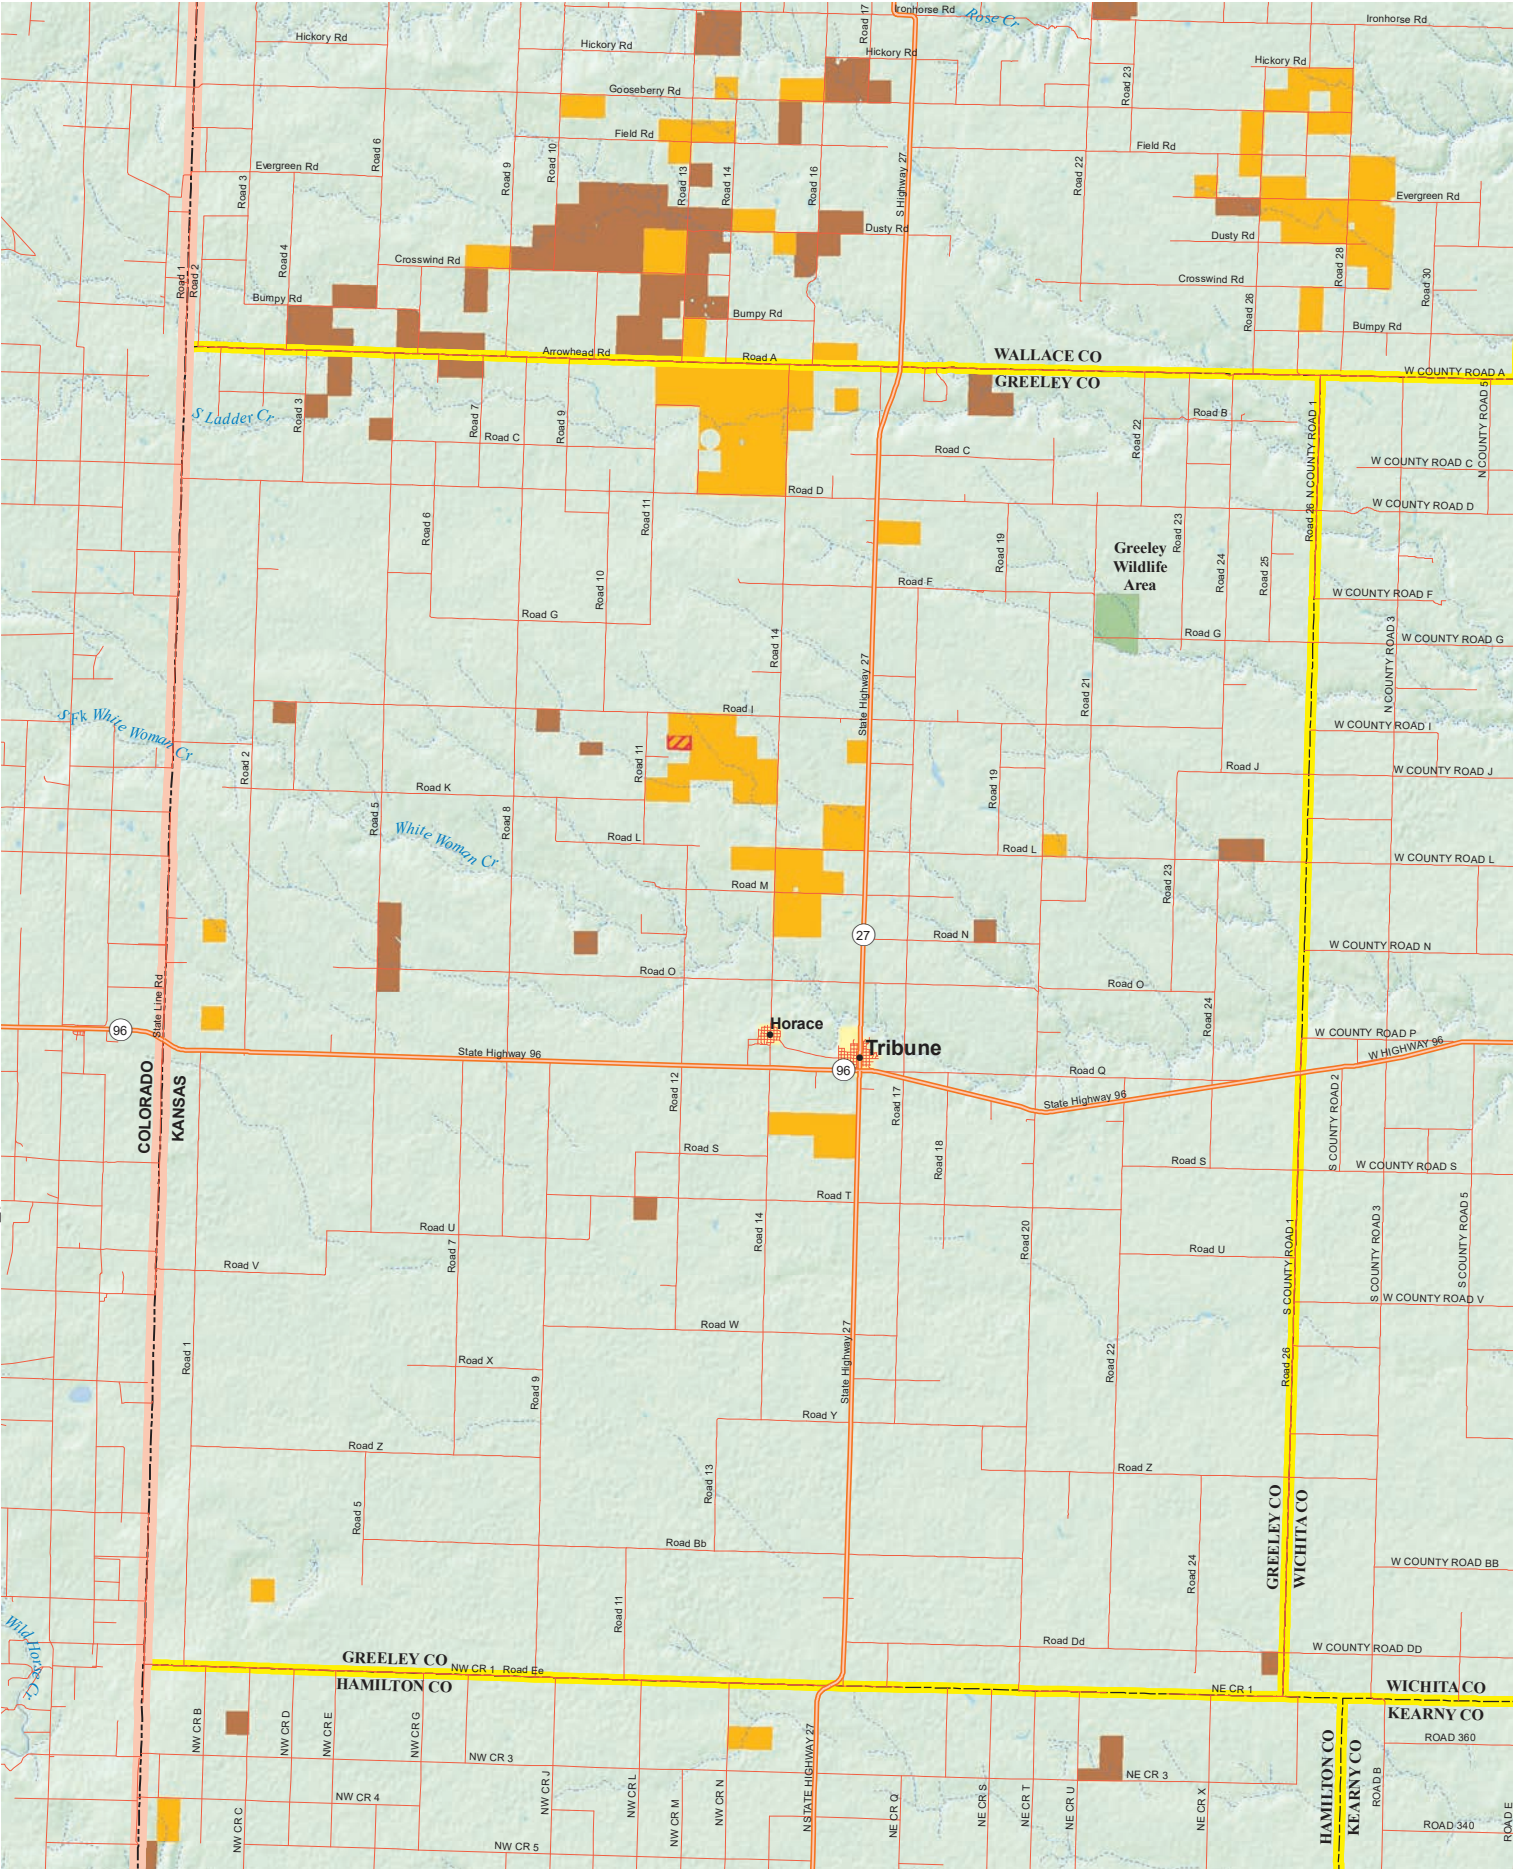 Ironhorse Rd
Rose Cr
Ironhorse Rd
Road 17
Hickory Rd
Hickory Rd
Hickory Rd
Hickory Rd
Road 23
Gooseberry Rd
Field Rd
Field Rd
Road 6
Road 10
Road 9
Evergreen Rd
Road 3
Road 13
Road 14
Road 16
S Highway 27
Road 22
Evergreen Rd
Dusty Rd
Dusty Rd
Road 4
Crosswind Rd
Crosswind Rd
Road 28
Road 30
Road 1
Road 2
Bumpy Rd
Bumpy Rd
Road 26
Bumpy Rd
Arrowhead Rd
Road A
WALLACE CO
GREELEY CO
W COUNTY ROAD A
S Ladder Cr
Road 3
Road 7
Road 9
Road C
Road C
Road B
Road 22
N COUNTY ROAD 1
N COUNTY ROAD 5
W COUNTY ROAD C
Road D
W COUNTY ROAD D
Road 6
Road 11
Road 19
Road 23
Road 26
Greeley
Wildlife
Area
Road 10
Road F
Road 24
Road 25
W COUNTY ROAD F
Road G
Road 14
Road G
W COUNTY ROAD G
N COUNTY ROAD 3
State Highway 27
Road 21
S Fk White Woman Cr
Road I
W COUNTY ROAD I
Road 2
Road 11
Road 19
Road J
W COUNTY ROAD J
Road K
Road 5
Road 8
White Woman Cr
Road L
Road L
W COUNTY ROAD L
Road M
Road 23
27
Road N
W COUNTY ROAD N
State Line Rd
Road O
Road O
Road 24
96
Horace
Tribune
W COUNTY ROAD P
W HIGHWAY 96
State Highway 96
96
Road Q
State Highway 96
COLORADO
KANSAS
Road 12
Road 17
S COUNTY ROAD 2
Road S
Road 18
Road S
W COUNTY ROAD S
Road T
Road U
Road 7
Road 14
Road 20
Road U
S COUNTY ROAD 1
S COUNTY ROAD 3
S COUNTY ROAD 5
Road V
W COUNTY ROAD V
Road 1
Road W
State Highway 27
Road X
Road 9
Road 22
Road 26
Road Y
Road Z
Road 13
Road Z
Road 5
GREELEY CO
WICHITA CO
Road Bb
Road 24
W COUNTY ROAD BB
Road 11
Wild Horse Cr
Road Dd
W COUNTY ROAD DD
GREELEY CO
NW CR 1
Road Ee
HAMILTON CO
NE CR 1
WICHITA CO
KEARNY CO
NW CR B
NW CR D
NW CR E
NW CR G
NW CR 3
N STATE HIGHWAY 27
HAMILTON CO
KEARNY CO
ROAD 360
NW CR J
NW CR L
NW CR M
NW CR N
NE CR Q
NE CR S
NE CR T
NE CR U
NE CR 3
NE CR X
ROAD B
NW CR 4
NW CR C
NW CR 5
ROAD 340
ROAD E